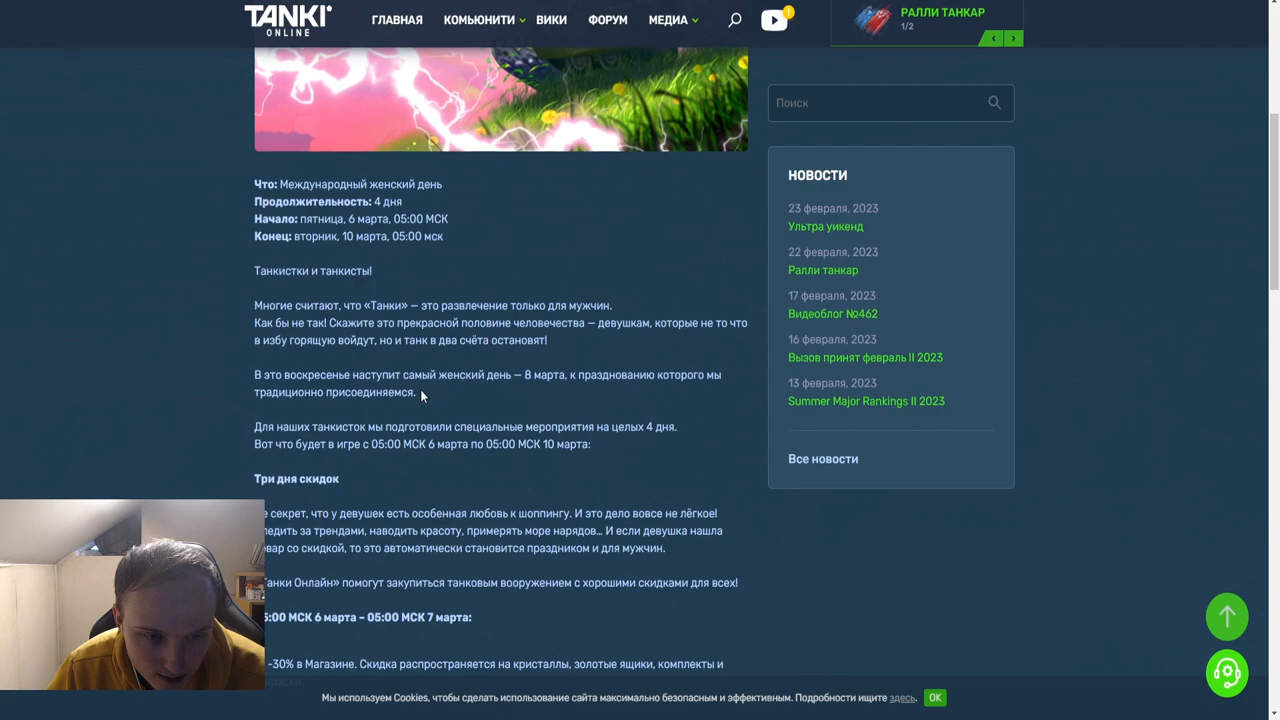 TANKI
ONLINE
ГЛАВНАЯ
КОМЬЮНИТИ
ВИКИ
ФОРУМ
МЕДИА
1
РАЛЛИ ТАНКАР
1/2
Поиск
НОВОСТИ
23 февраля, 2023
Ультра уикенд
22 февраля, 2023
Ралли танкар
17 февраля, 2023
Видеоблог №462
16 февраля, 2023
Вызов принят февраль II 2023
13 февраля, 2023
Summer Major Rankings II 2023
Все новости
Что: Международный женский день
Продолжительность: 4 дня
Начало: пятница, 6 марта, 05:00 МСК
Конец: вторник, 10 марта, 05:00 мск
Танкистки и танкисты!
Многие считают, что «Танки» — это развлечение только для мужчин.
Как бы не так! Скажите это прекрасной половине человечества — девушкам, которые не то что
в избу горящую войдут, но и танк в два счёта остановят!
В это воскресенье наступит самый женский день — 8 марта, к празднованию которого мы
традиционно присоединяемся.
Для наших танкисток мы подготовили специальные мероприятия на целых 4 дня.
Вот что будет в игре с 05:00 МСК 6 марта по 05:00 МСК 10 марта:
Три дня скидок
секрет, что у девушек есть особенная любовь к шоппингу. И это дело вовсе не лёгкое!
ледить за трендами, наводить красоту, примерять море нарядов… И если девушка нашла
вар со скидкой, то это автоматически становится праздником и для мужчин.
анки Онлайн» помогут закупиться танковым вооружением с хорошими скидками для всех!
5:00 МСК 6 марта – 05:00 МСК 7 марта:
-30% в Магазине. Скидка распространяется на кристаллы, золотые ящики, комплекты и
Мы используем Cookies, чтобы сделать использование сайта максимально безопасным и эффективным. Подробности ищите здесь.
OK